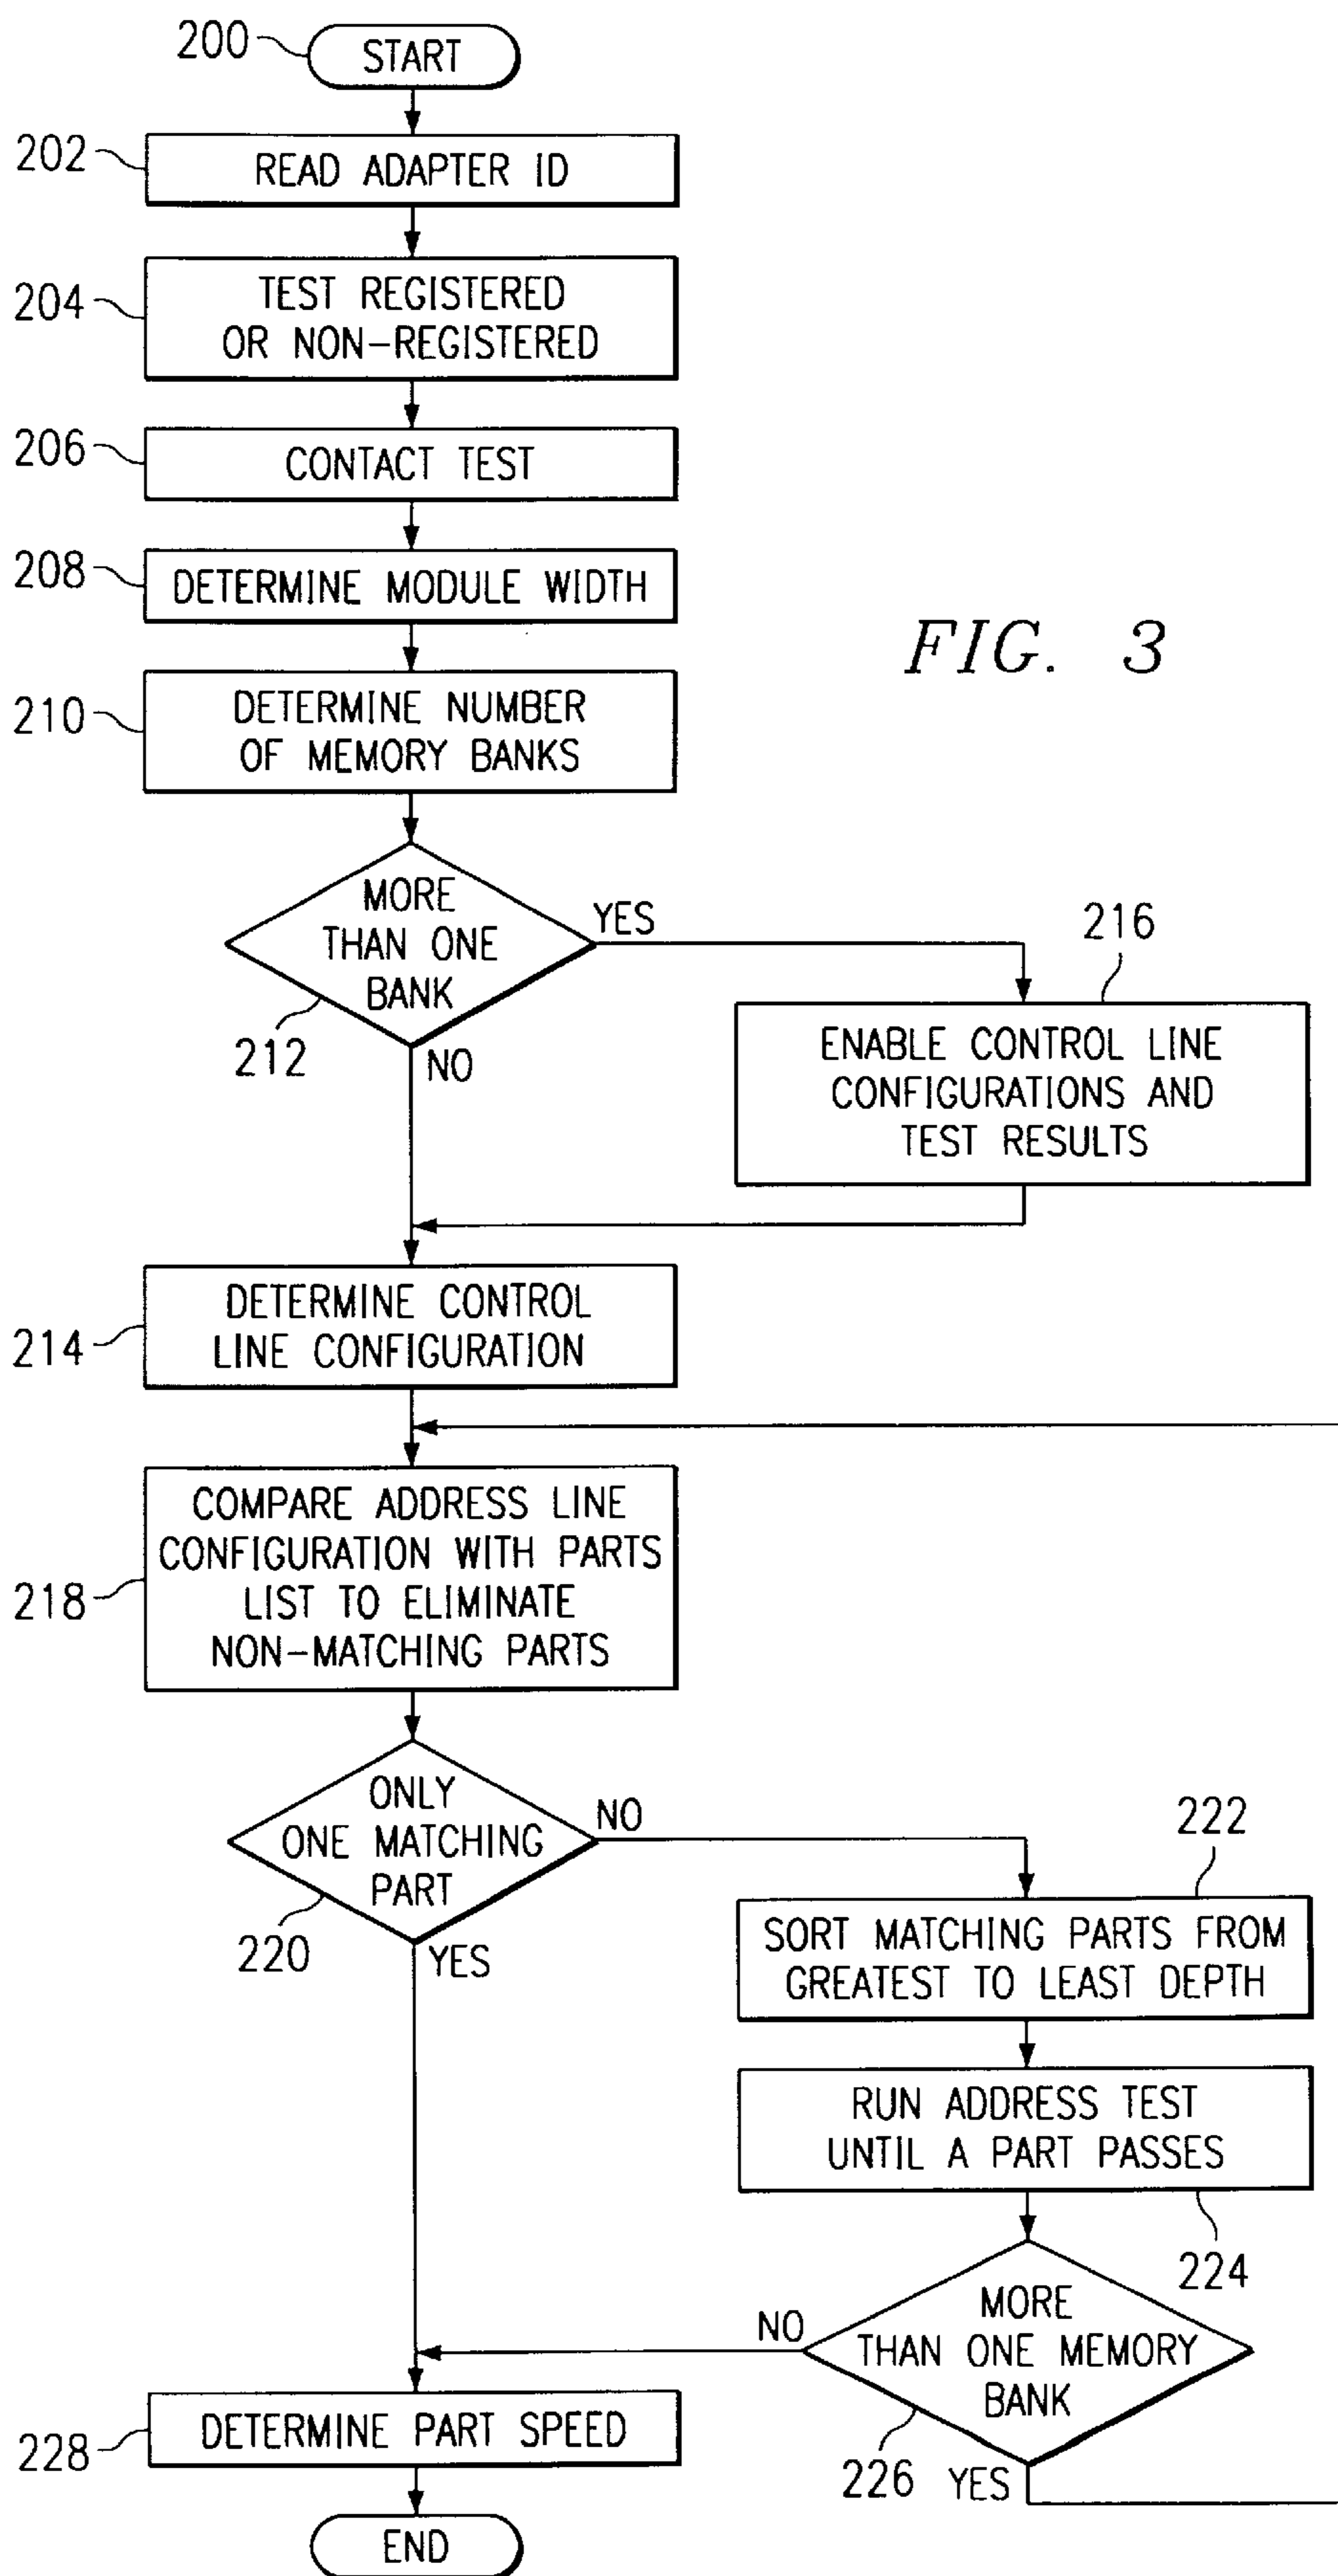 200
START
202
READ ADAPTER ID
204
TEST REGISTERED
OR NON-REGISTERED
206
CONTACT TEST
208
DETERMINE MODULE WIDTH
FIG. 3
210
DETERMINE NUMBER
OF MEMORY BANKS
MORE
THAN ONE
BANK
YES
212
NO
216
ENABLE CONTROL LINE
CONFIGURATIONS AND
TEST RESULTS
214
DETERMINE CONTROL
LINE CONFIGURATION
218
COMPARE ADDRESS LINE
CONFIGURATION WITH PARTS
LIST TO ELIMINATE
NON-MATCHING PARTS
ONLY
ONE MATCHING
PART
NO
220
YES
222
SORT MATCHING PARTS FROM
GREATEST TO LEAST DEPTH
RUN ADDRESS TEST
UNTIL A PART PASSES
224
MORE
THAN ONE MEMORY
BANK
NO
226
YES
228
DETERMINE PART SPEED
END